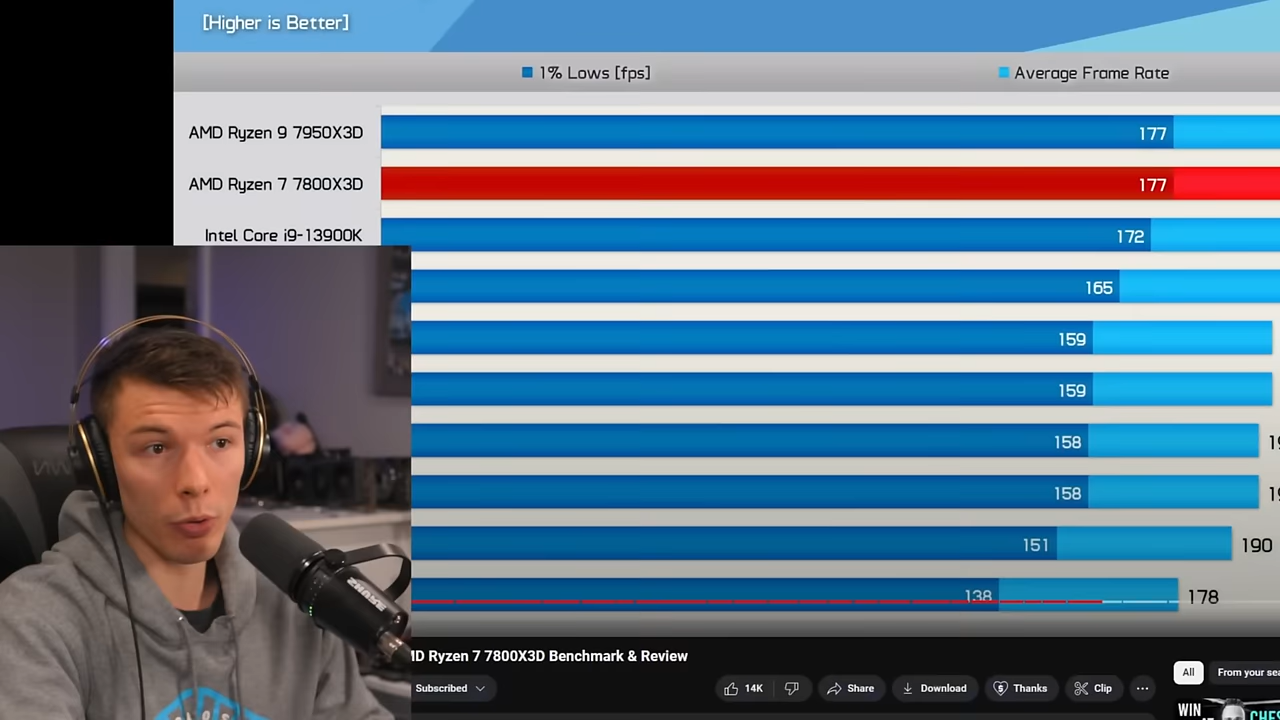 [Higher is Better]
1% Lows [fps]
Average Frame Rate
AMD Ryzen 9 7950X3D
177
AMD Ryzen 7 7800X3D
177
Intel Core i9-13900K
172
165
159
159
158
158
151
190
138
178
MD Ryzen 7 7800X3D Benchmark & Review
Subscribed
14K
Share
Download
Thanks
Clip
...
All
From your sea
WIN